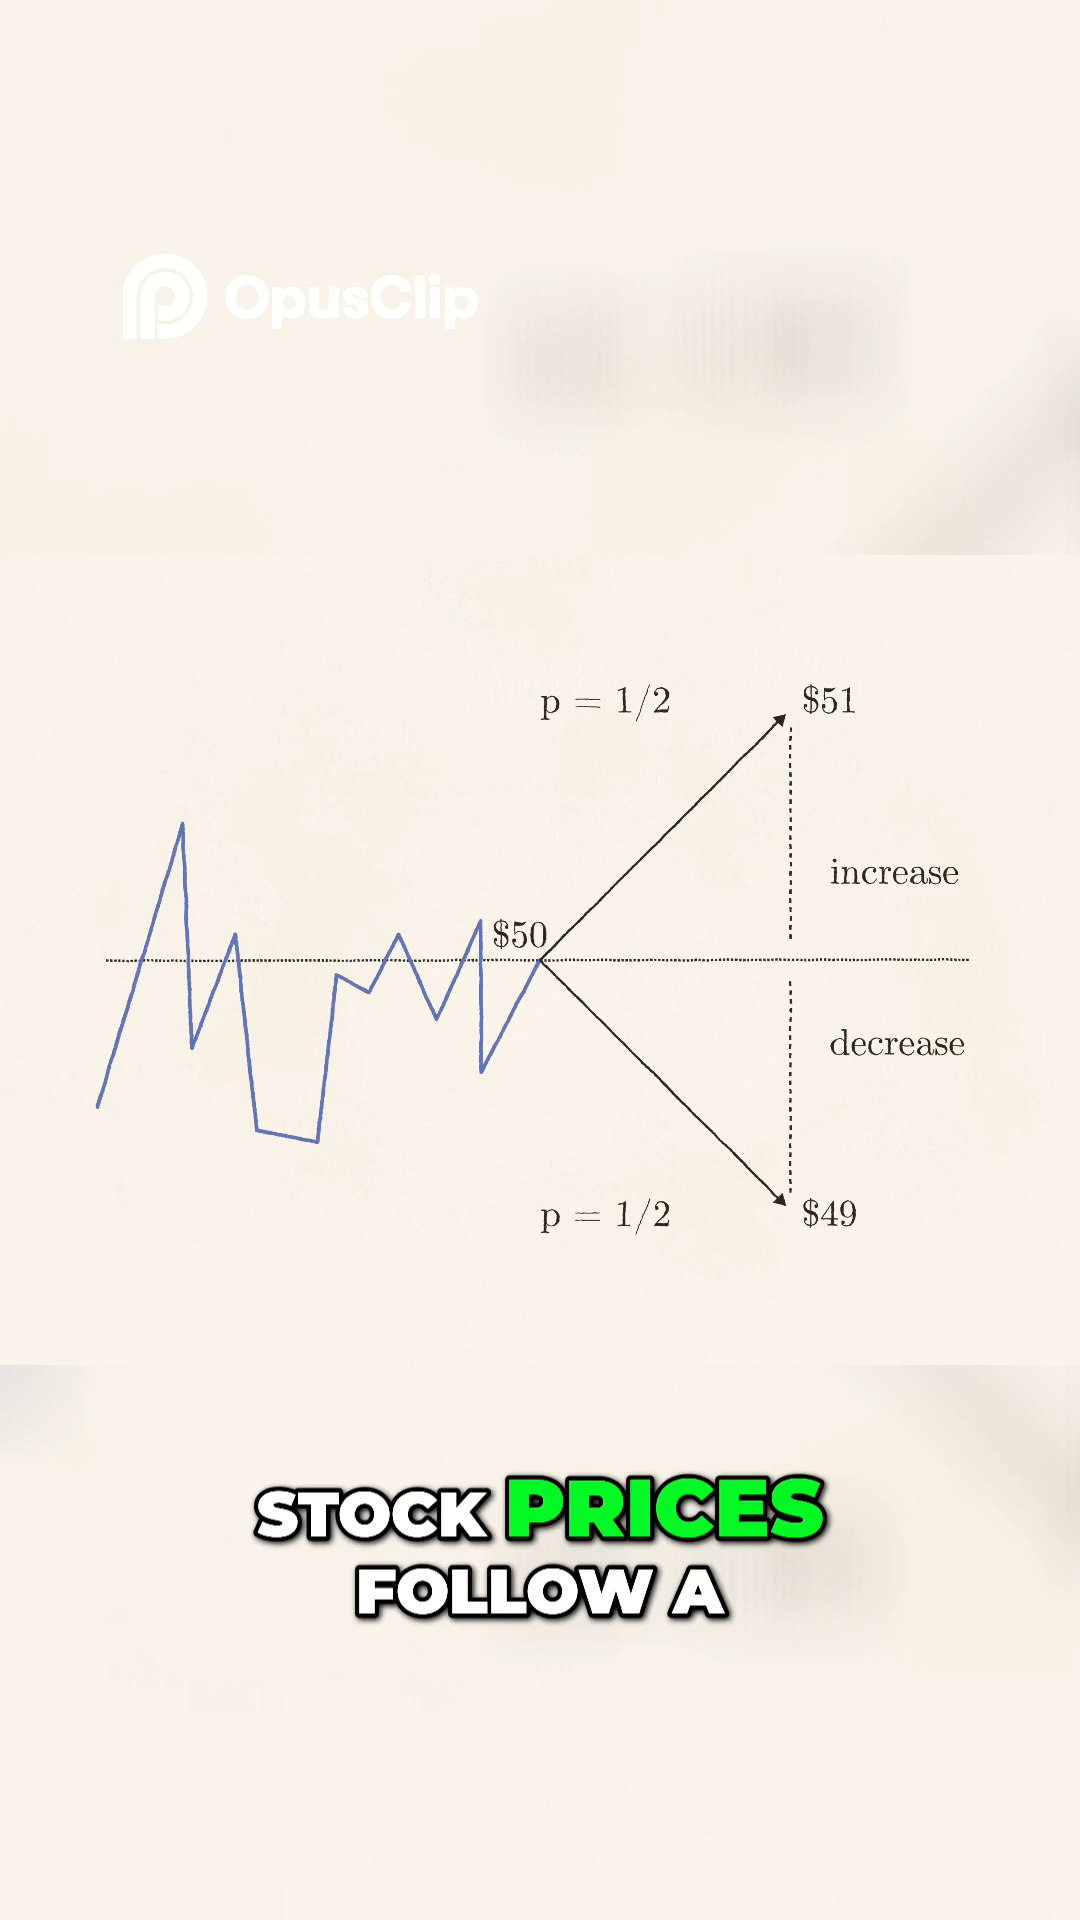 OpusClip
p = 1/2
$51
increase
$50
decrease
p = 1/2
$49
STOCK PRICES
FOLLOW A